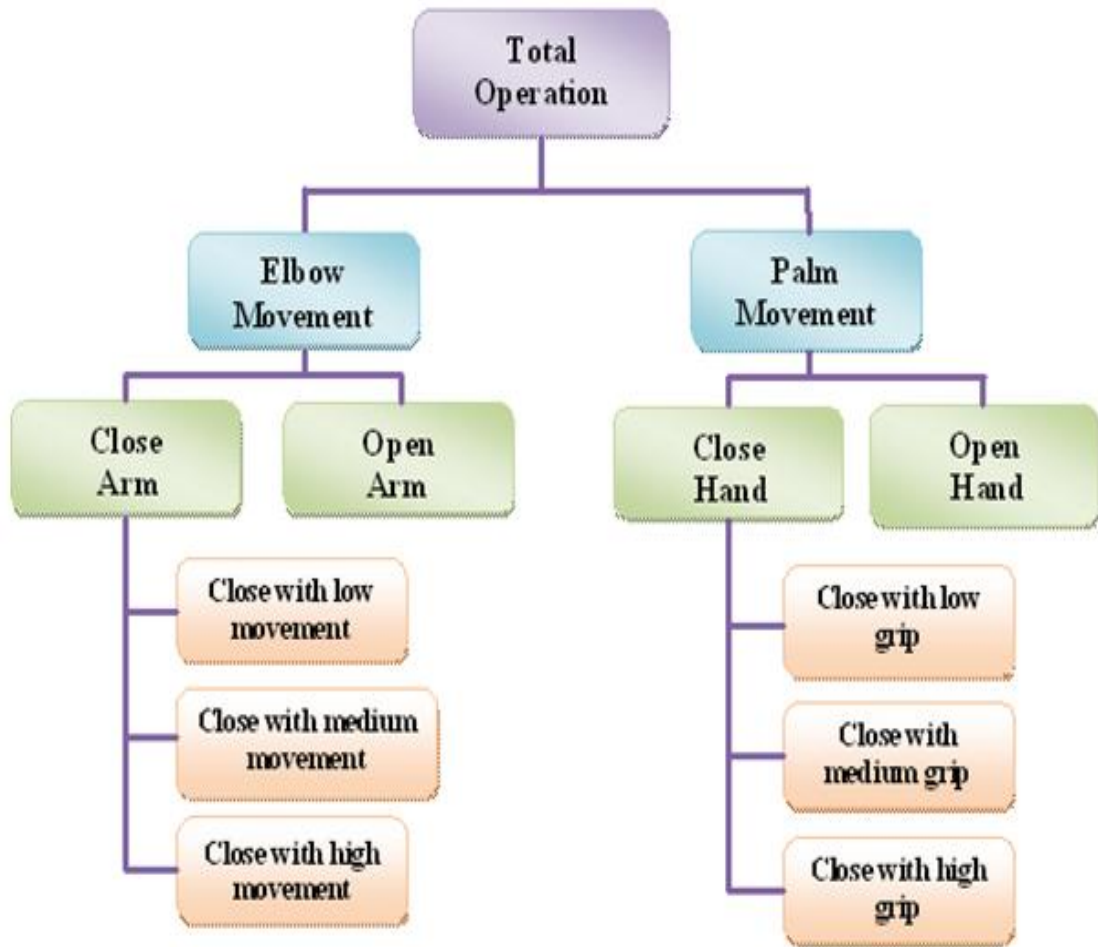 Total
Operation
Elbow
Movement
Palm
Movement
Close
Arm
Open
Arm
Close
Hand
Open
Hand
Close with low
movement
Close with medium
movement
Close with high
movement
Close with low
grip
Close with
medium grip
Close with high
grip